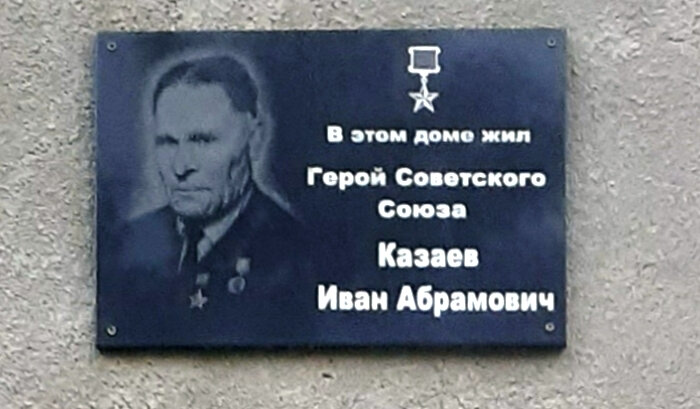 В этом доме жил
Герой Советского
Союза
Казаев
Иван Абрамович